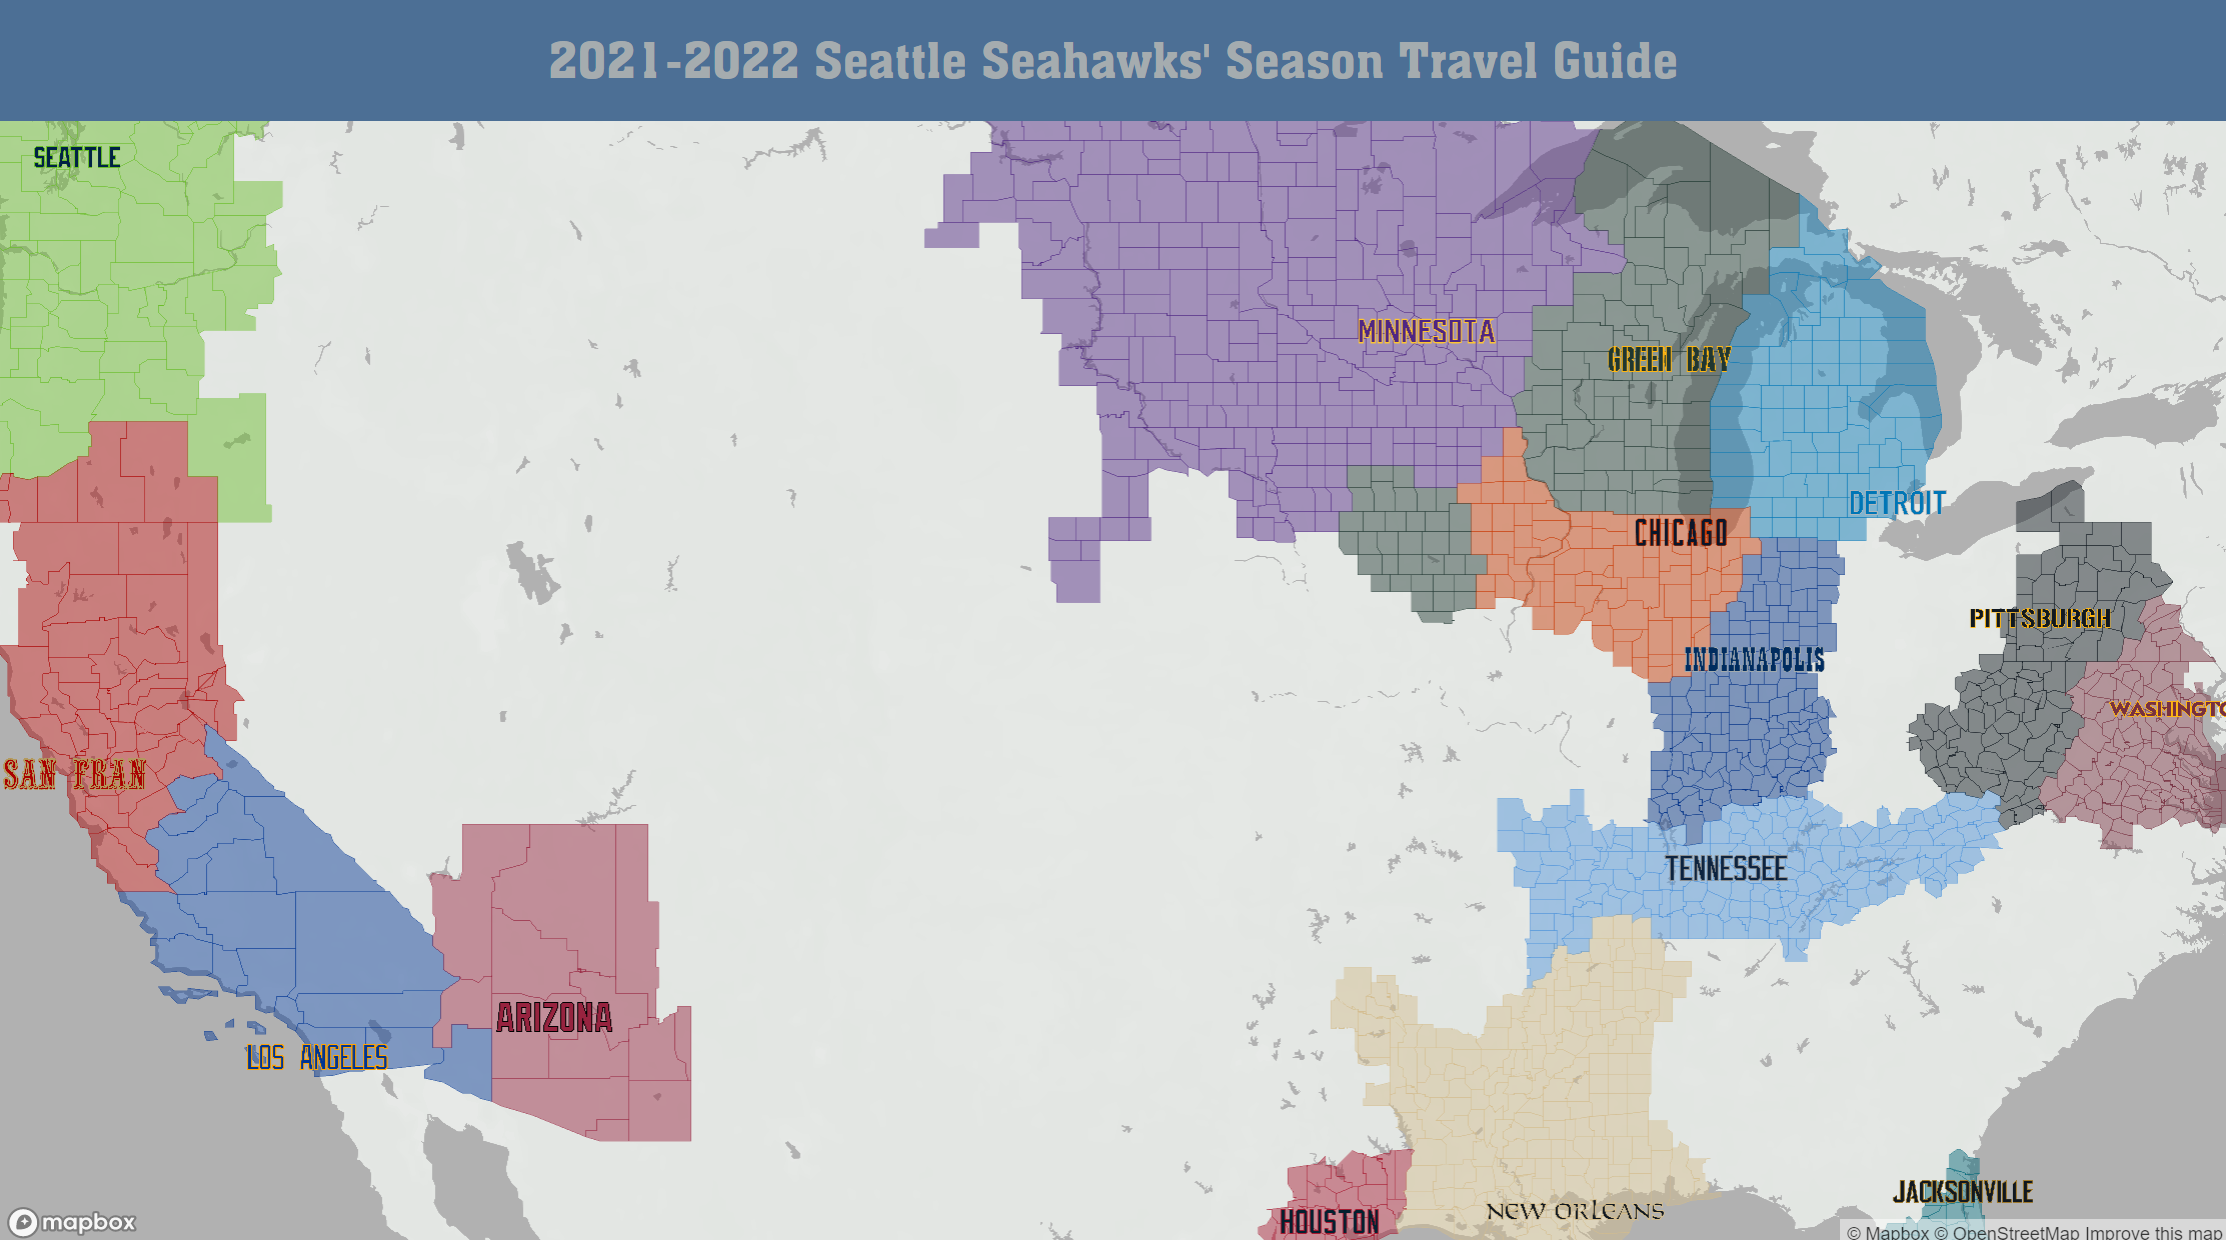 2021-2022 Seattle Seahawks' Season Travel Guide
SEATTLE
MINNESOTA
GREEN BAY
DETROIT
CHICAGO
PITTSBURGH
INDIANAPOLIS
WASHINGTO
SAN FRAN
TENNESSEE
ARIZONA
LOS ANGELES
JACKSONVILLE
NEW ORLEANS
HOUSTON
mapbox
© Mapbox © OpenStreetMap Improve this map